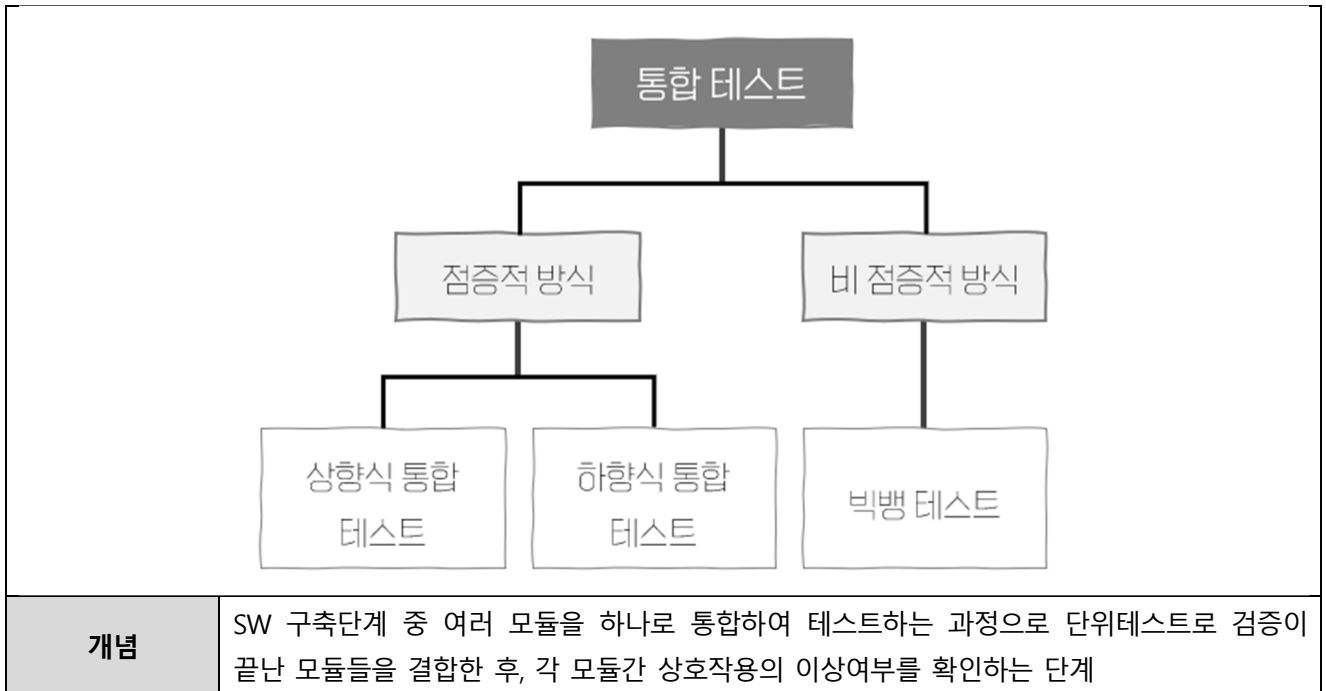 통합 테스트
점증적 방식
비 점증적 방식
상향식 통합
테스트
하향식 통합
테스트
빅뱅 테스트
개념
SW 구축단계 중 여러 모듈을 하나로 통합하여 테스트하는 과정으로 단위테스트로 검증이
끝난 모듈들을 결합한 후, 각 모듈간 상호작용의 이상여부를 확인하는 단계